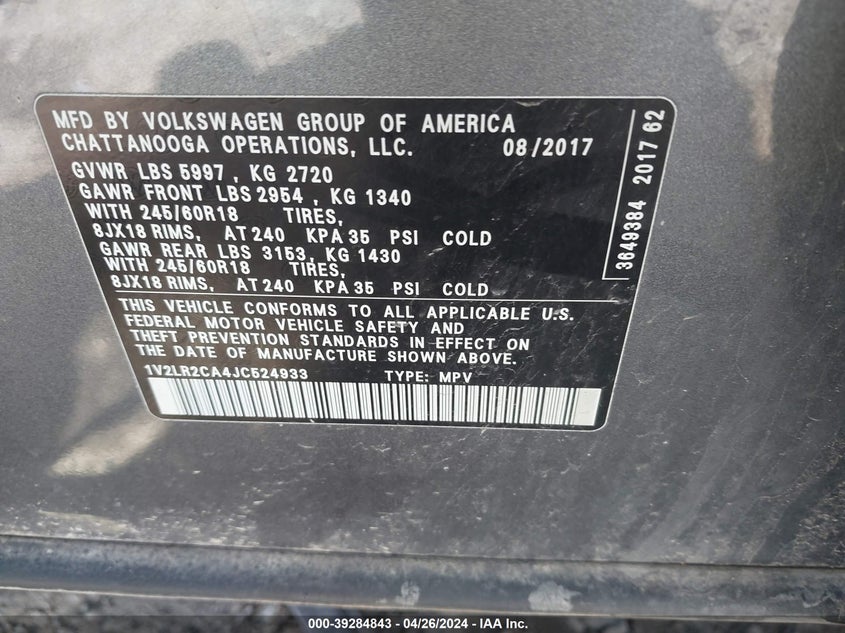 MFD BY VOLKSWAGEN GROUP OF AMERICA
CHATTANOOGA OPERATIONS, LLC. 08/2017
GVWR LBS 5997 , KG 2720
GAWR FRONT LBS 2954 , KG 1340
WITH 245/60R18 TIRES,
8JX18 RIMS, AT 240 KPA 35 PSI COLD
GAWR REAR LBS 3153, KG 1430
WITH 245/60R18 TIRES,
8JX18 RIMS, AT 240 KPA 35 PSI COLD
THIS VEHICLE CONFORMS TO ALL APPLICABLE U.S.
FEDERAL MOTOR VEHICLE SAFETY AND
THEFT PREVENTION STANDARDS IN EFFECT ON
THE DATE OF MANUFACTURE SHOWN ABOVE.
1V2LR2CA4JC524933 TYPE: MPV
3649384 2017 62
000-39284843 - 04/26/2024 - IAA Inc.